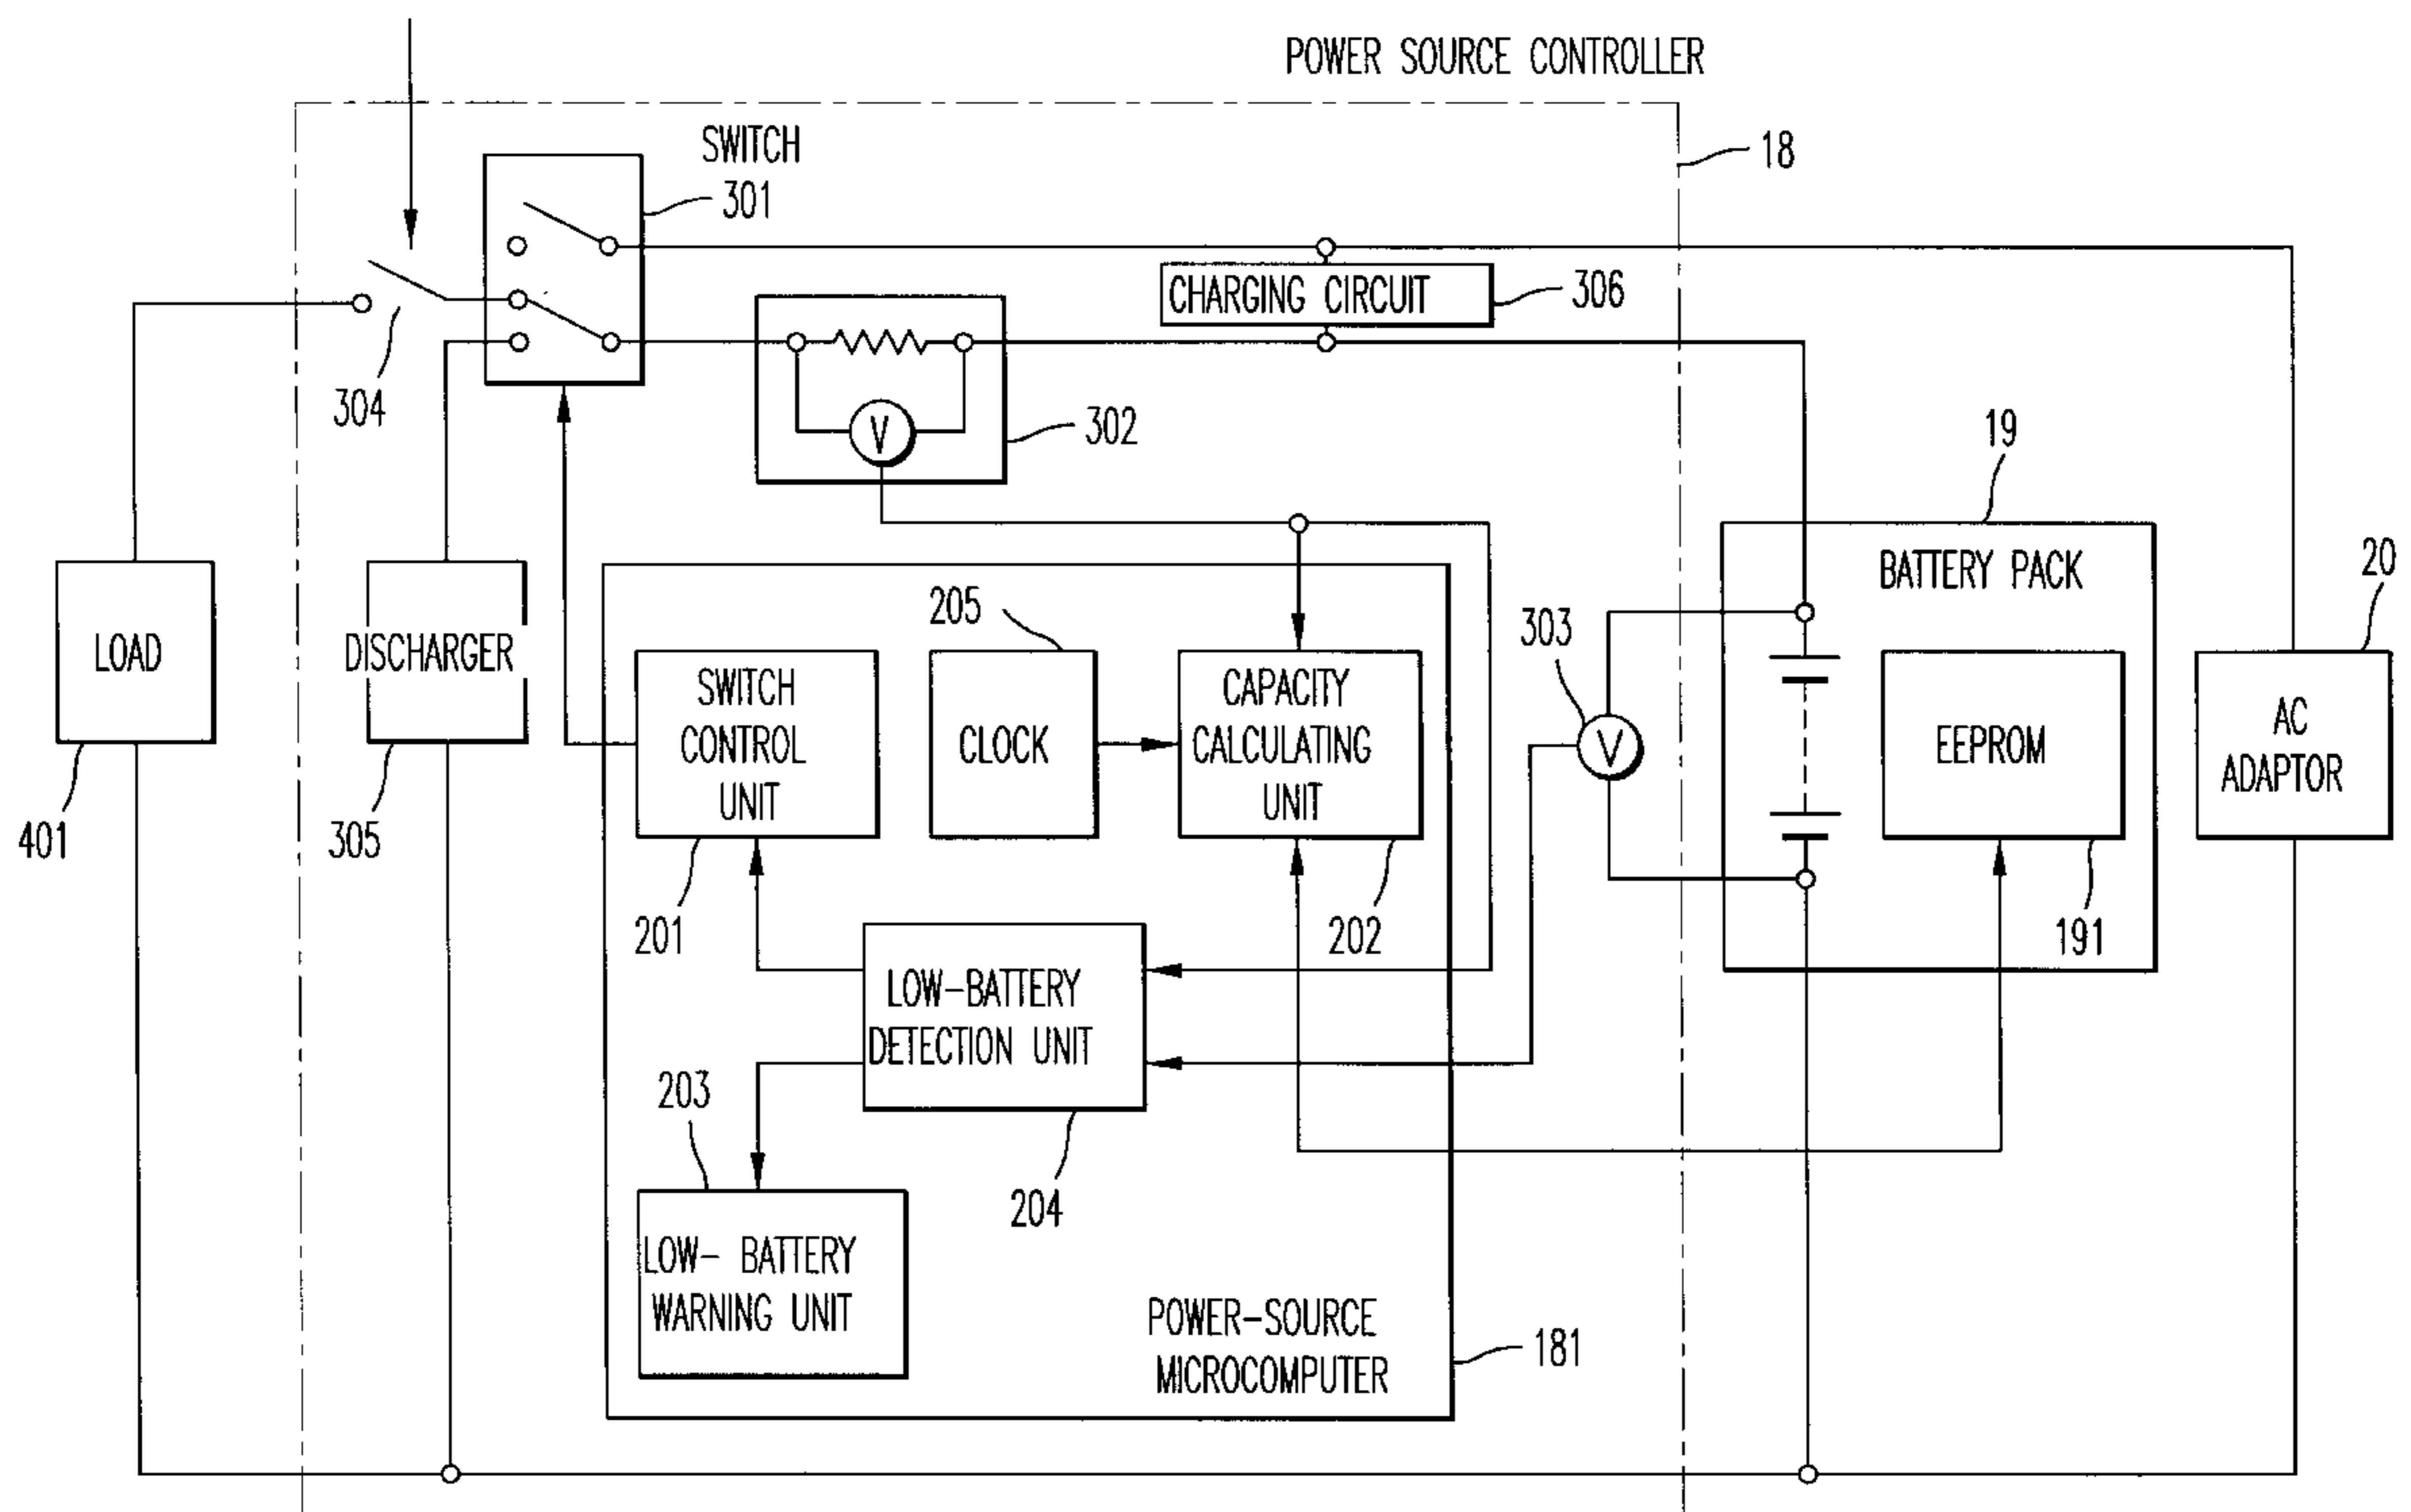 POWER SOURCE CONTROLLER
SWITCH
18
301
CHARGING CIRCUIT
306
304
V
302
19
BATTERY PACK
20
205
303
LOAD
DISCHARGER
SWITCH
CONTROL
UNIT
CLOCK
CAPACITY
CALCULATING
UNIT
V
EEPROM
AC
ADAPTOR
401
305
201
202
191
LOW-BATTERY
DETECTION UNIT
203
204
LOW- BATTERY
WARNING UNIT
POWER-SOURCE
MICROCOMPUTER
181